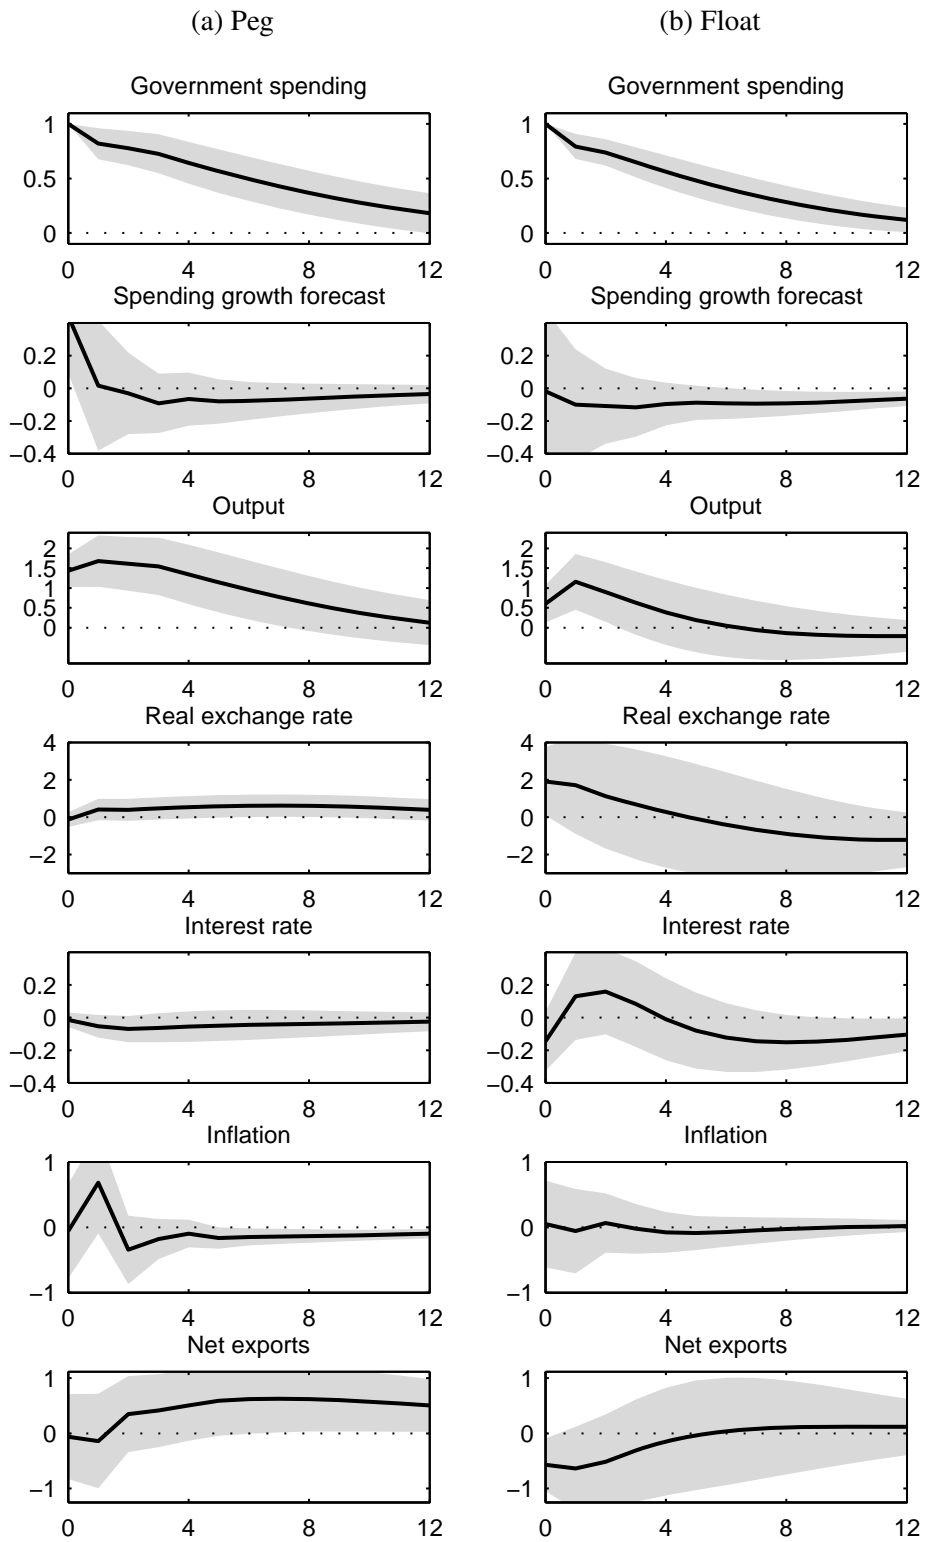 (a) Peg (b) Float
Government spending Government spending
1 1
0.5 0.5
0 0
0 4 8 12 0 4 8 12
Spending growth forecast Spending growth forecast
0.2 0.2
0 0
−0.2 −0.2
−0.4 −0.4
0 4 8 12 0 4 8 12
Output Output
2 2
1.5 1.5
1 1
0.5 0.5
0 0
0 4 8 12 0 4 8 12
Real exchange rate Real exchange rate
4 4
2 2
0 0
−2 −2
0 4 8 12 0 4 8 12
Interest rate Interest rate
0.2 0.2
0 0
−0.2 −0.2
−0.4 −0.4
0 4 8 12 0 4 8 12
Inflation Inflation
1 1
0 0
−1 −1
0 4 8 12 0 4 8 12
Net exports Net exports
1 1
0 0
−1 −1
0 4 8 12 0 4 8 12